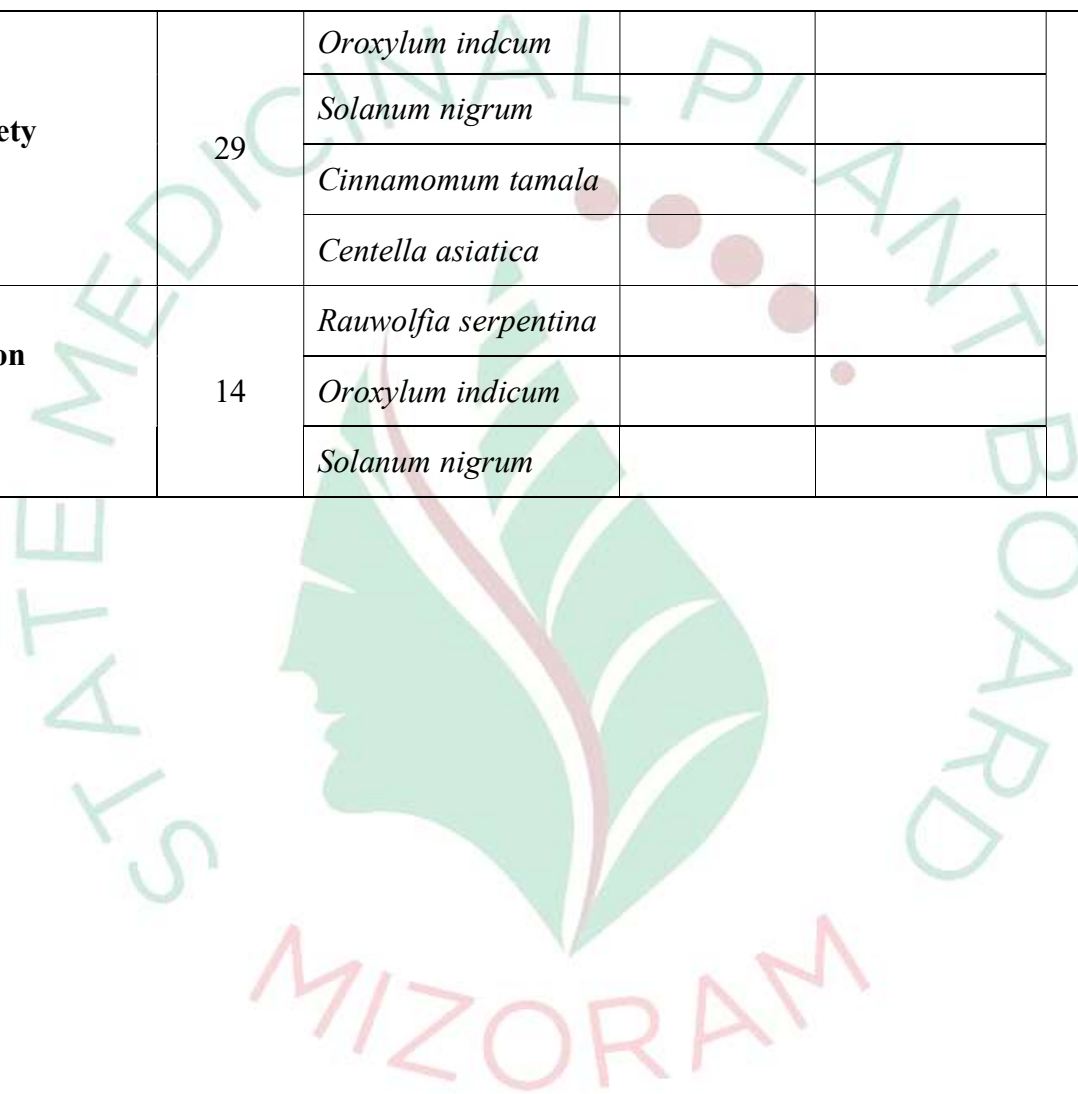 Oroxylum indcum
ety
29
Solanum nigrum
Cinnamomum tamala
Centella asiatica
on
14
Rauwolfia serpentina
Oroxylum indicum
Solanum nigrum
STATE MEDICINAL PLANT BOARD
MIZORAM